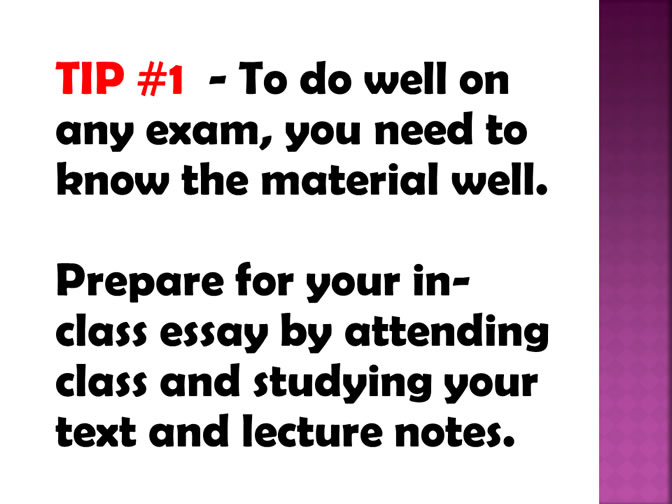 TIP #1 - To do well on
any exam, you need to
know the material well.
Prepare for your in-
class essay by attending
class and studying your
text and lecture notes.